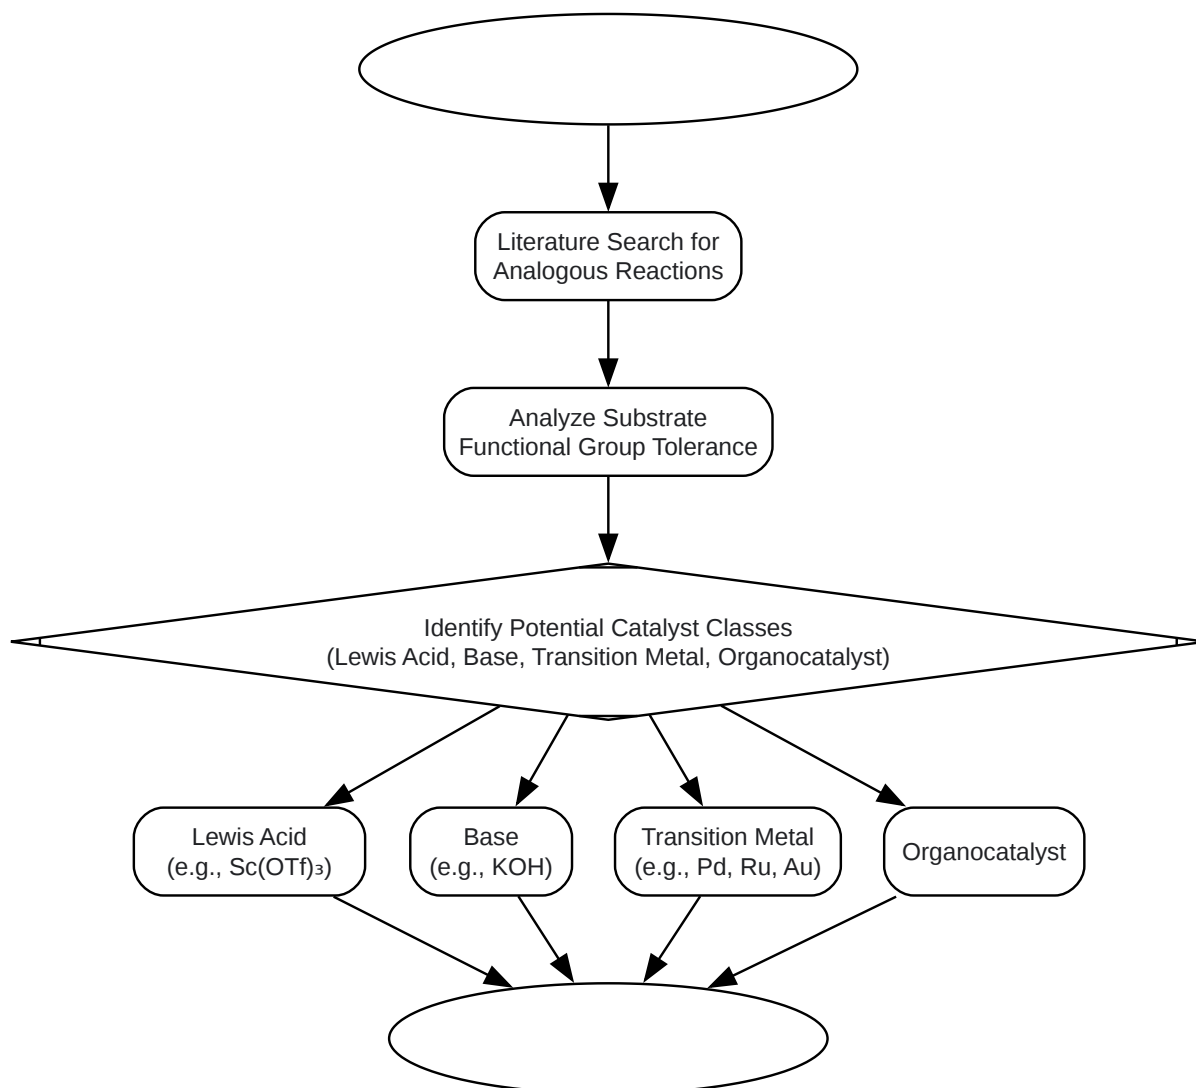 Literature Search for
Analogous Reactions
Analyze Substrate
Functional Group Tolerance
Identify Potential Catalyst Classes
(Lewis Acid, Base, Transition Metal, Organocatalyst)
Lewis Acid
(e.g., Sc(OTf)₃)
Base
(e.g., KOH)
Transition Metal
(e.g., Pd, Ru, Au)
Organocatalyst